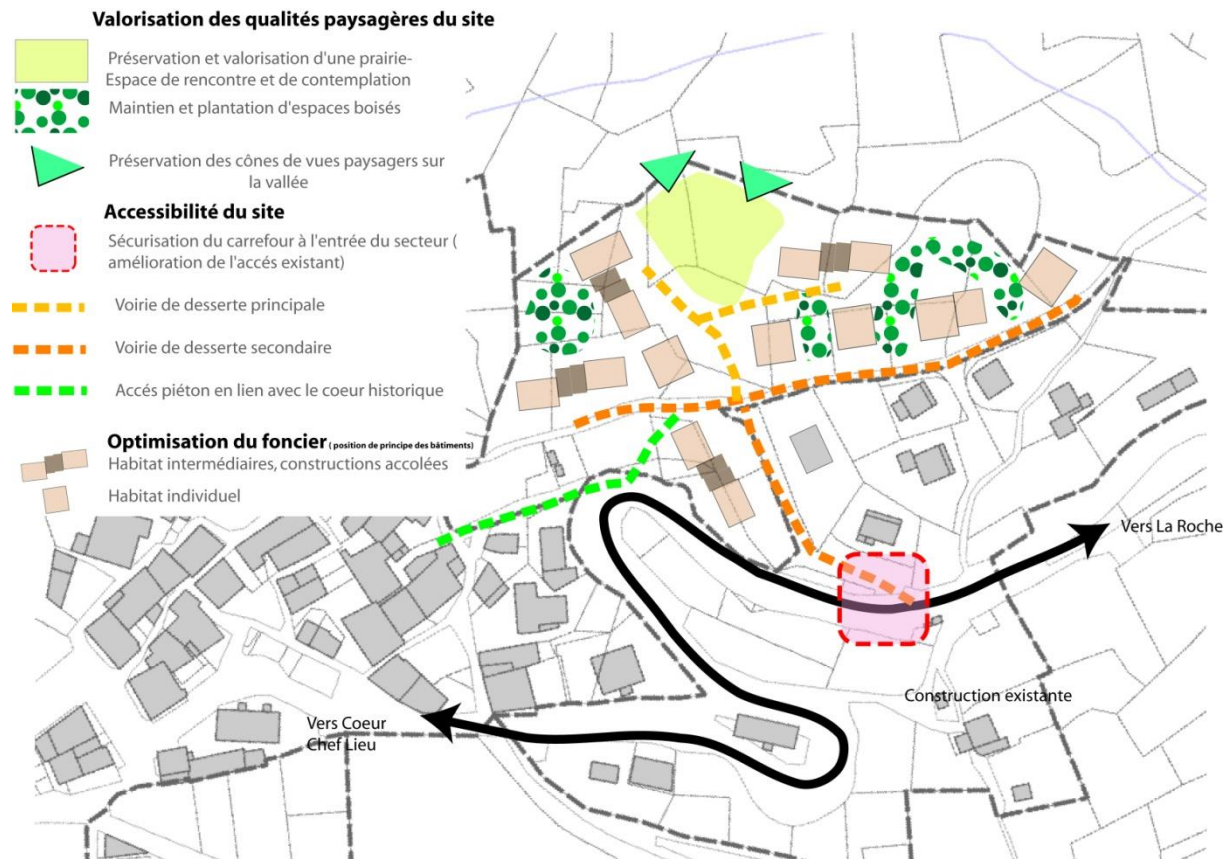 Valorisation des qualités paysagères du site
Préservation et valorisation d'une prairie-
Espace de rencontre et de contemplation
Maintien et plantation d'espaces boisés
Préservation des cônes de vues paysagers sur
la vallée
Accessibilité du site
Sécurisation du carrefour à l'entrée du secteur (
amélioration de l'accés existant)
Voirie de desserte principale
Voirie de desserte secondaire
Accés piéton en lien avec le coeur historique
Optimisation du foncier ( position de principe des bâtiments)
Habitat intermédiaires, constructions accolées
Habitat individuel
Vers La Roche
Construction existante
Vers Coeur
Chef Lieu